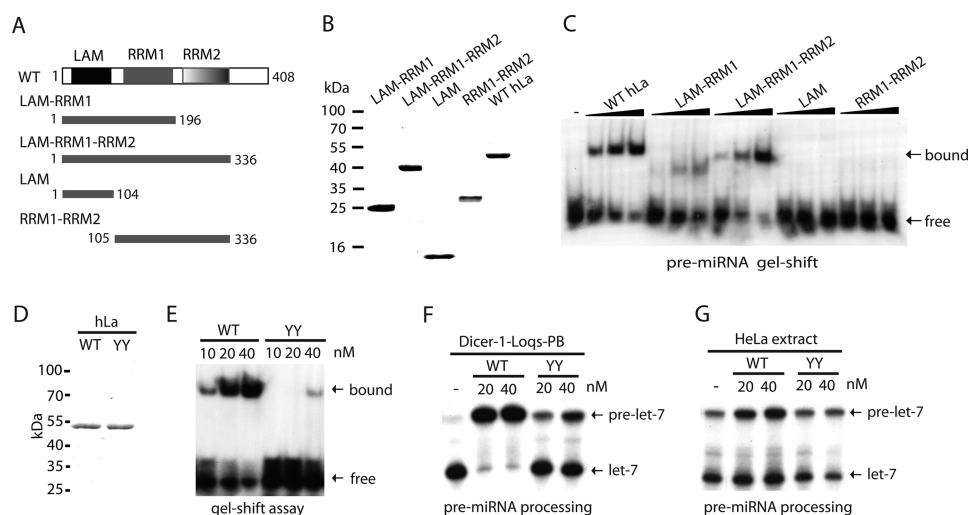 A
LAM RRM1 RRM2
WT 1 408
LAM-RRM1
1 196
LAM-RRM1-RRM2
1 336
LAM
1 104
RRM1-RRM2
105 336
B
kDa
LAM-RRM1
LAM-RRM1-RRM2
LAM
RRM1-RRM2
WT hLa
100
70
55
40
35
25
16
C
- WT hLa LAM-RRM1 LAM-RRM1-RRM2 LAM RRM1-RRM2
← bound
← free
pre-miRNA gel-shift
D
hLa
WT YY
kDa
100
70
55
40
35
25
E
WT YY
10 20 40 10 20 40 nM
← bound
← free
gel-shift assay
F
Dicer-1-Loqs-PB
WT YY
- 20 40 20 40 nM
← pre-let-7
← let-7
pre-miRNA processing
G
HeLa extract
WT YY
- 20 40 20 40 nM
← pre-let-7
← let-7
pre-miRNA processing